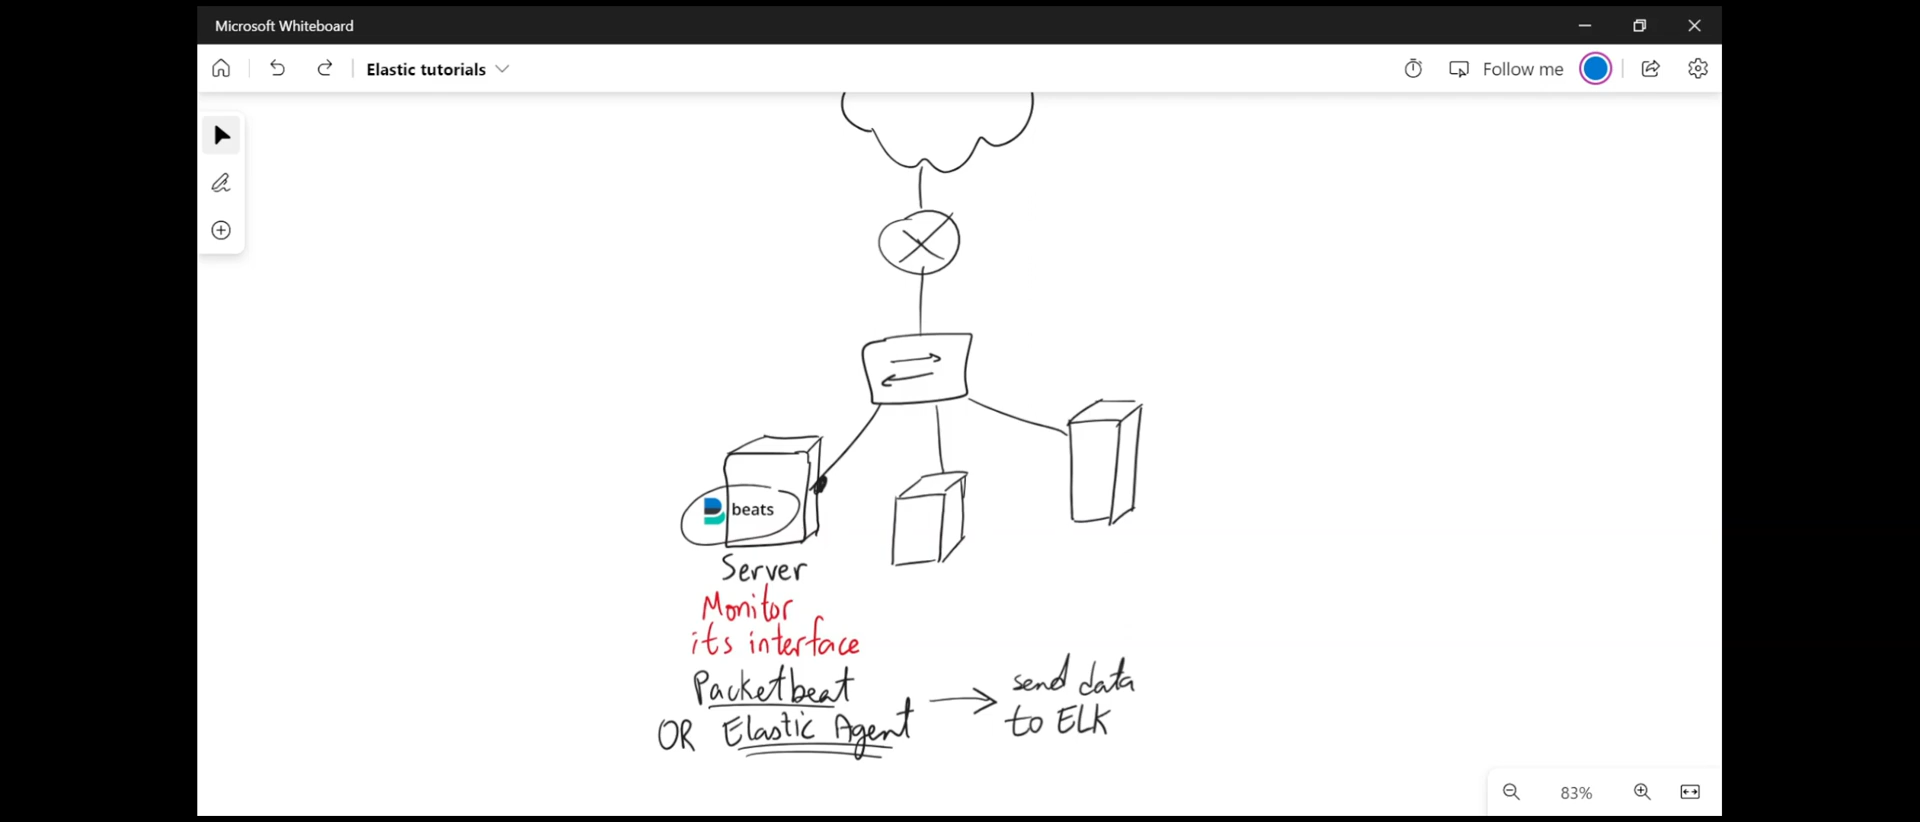 Microsoft Whiteboard
Elastic tutorials
Follow me
beats
Server
Monitor
its interface
Packetbeat
OR Elastic Agent
send data
to ELK
83%